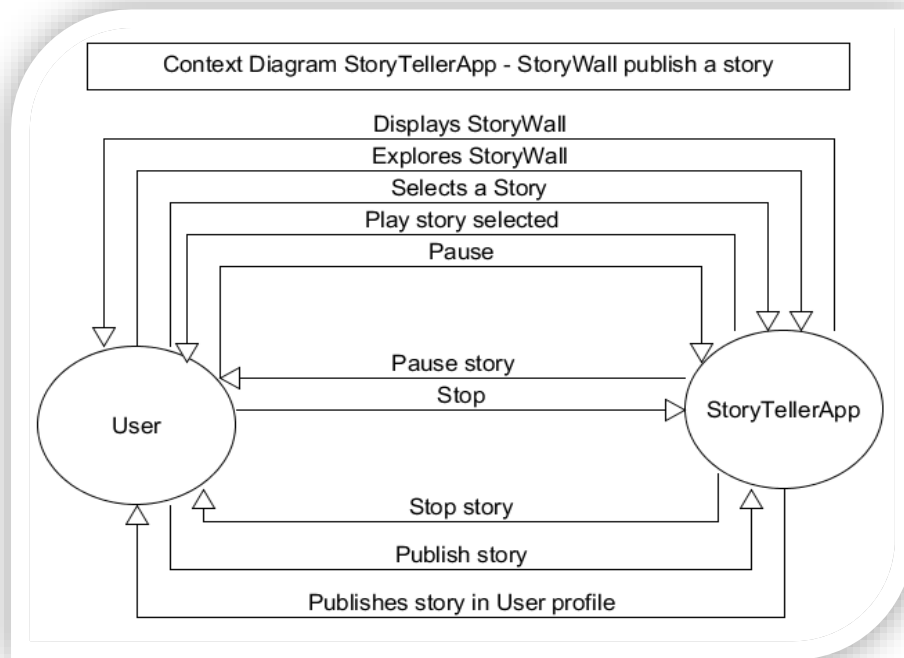 Context Diagram StoryTellerApp - StoryWall publish a story
Displays StoryWall
Explores StoryWall
Selects a Story
Play story selected
Pause
Pause story
Stop
User
StoryTellerApp
Stop story
Publish story
Publishes story in User profile